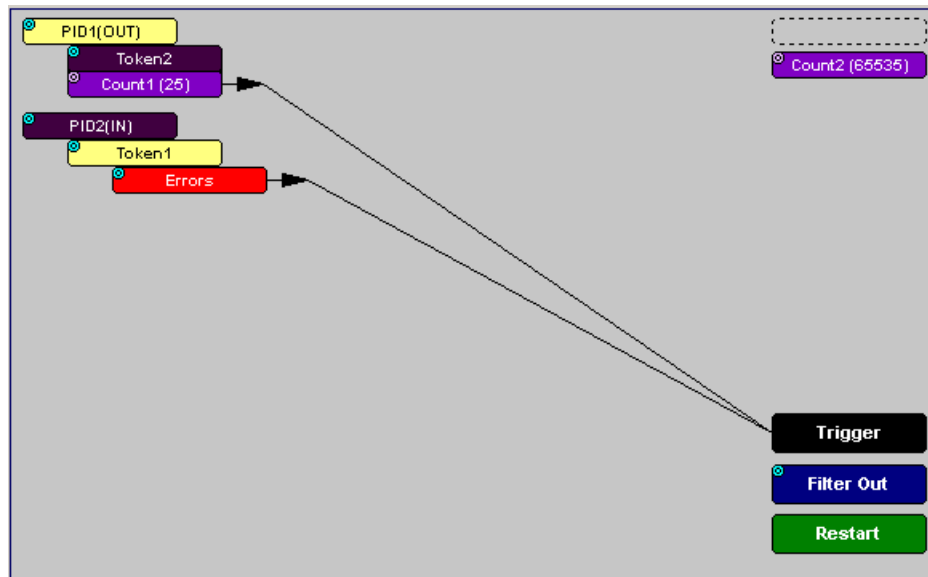 PID1(OUT)
Token2
Count1 (25)
PID2(IN)
Token1
Errors
Count2 (65535)
Trigger
Filter Out
Restart